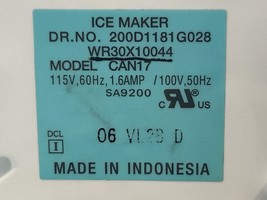 ICE MAKER
DR.NO. 200D1181G028
WR30X10044
MODEL CAN17
115V,60Hz, 1.6AMP /100V,50Hz
SA9200
DCL
I
06 VL2B D
MADE IN INDONESIA